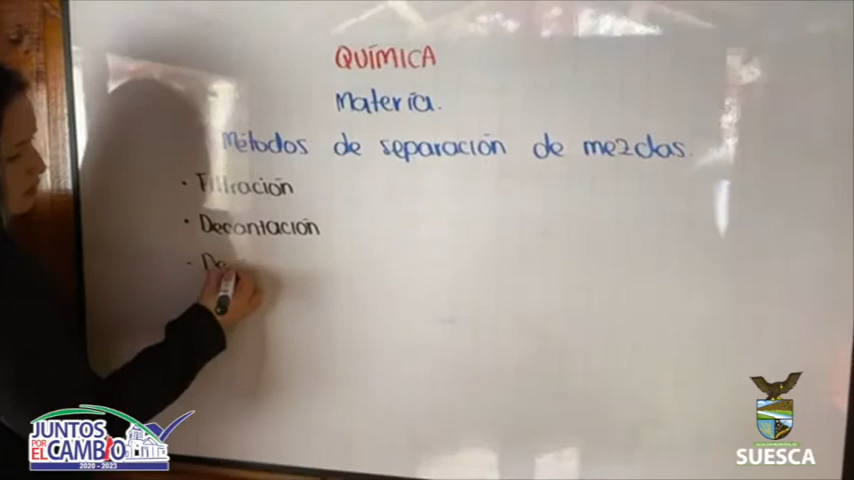 QUÍMICA
Materia.
Métodos de separación de mezclas.
• Filtración
• Decantación
• De
JUNTOS
POR EL CAMBIO
2020 - 2023
SUESCA